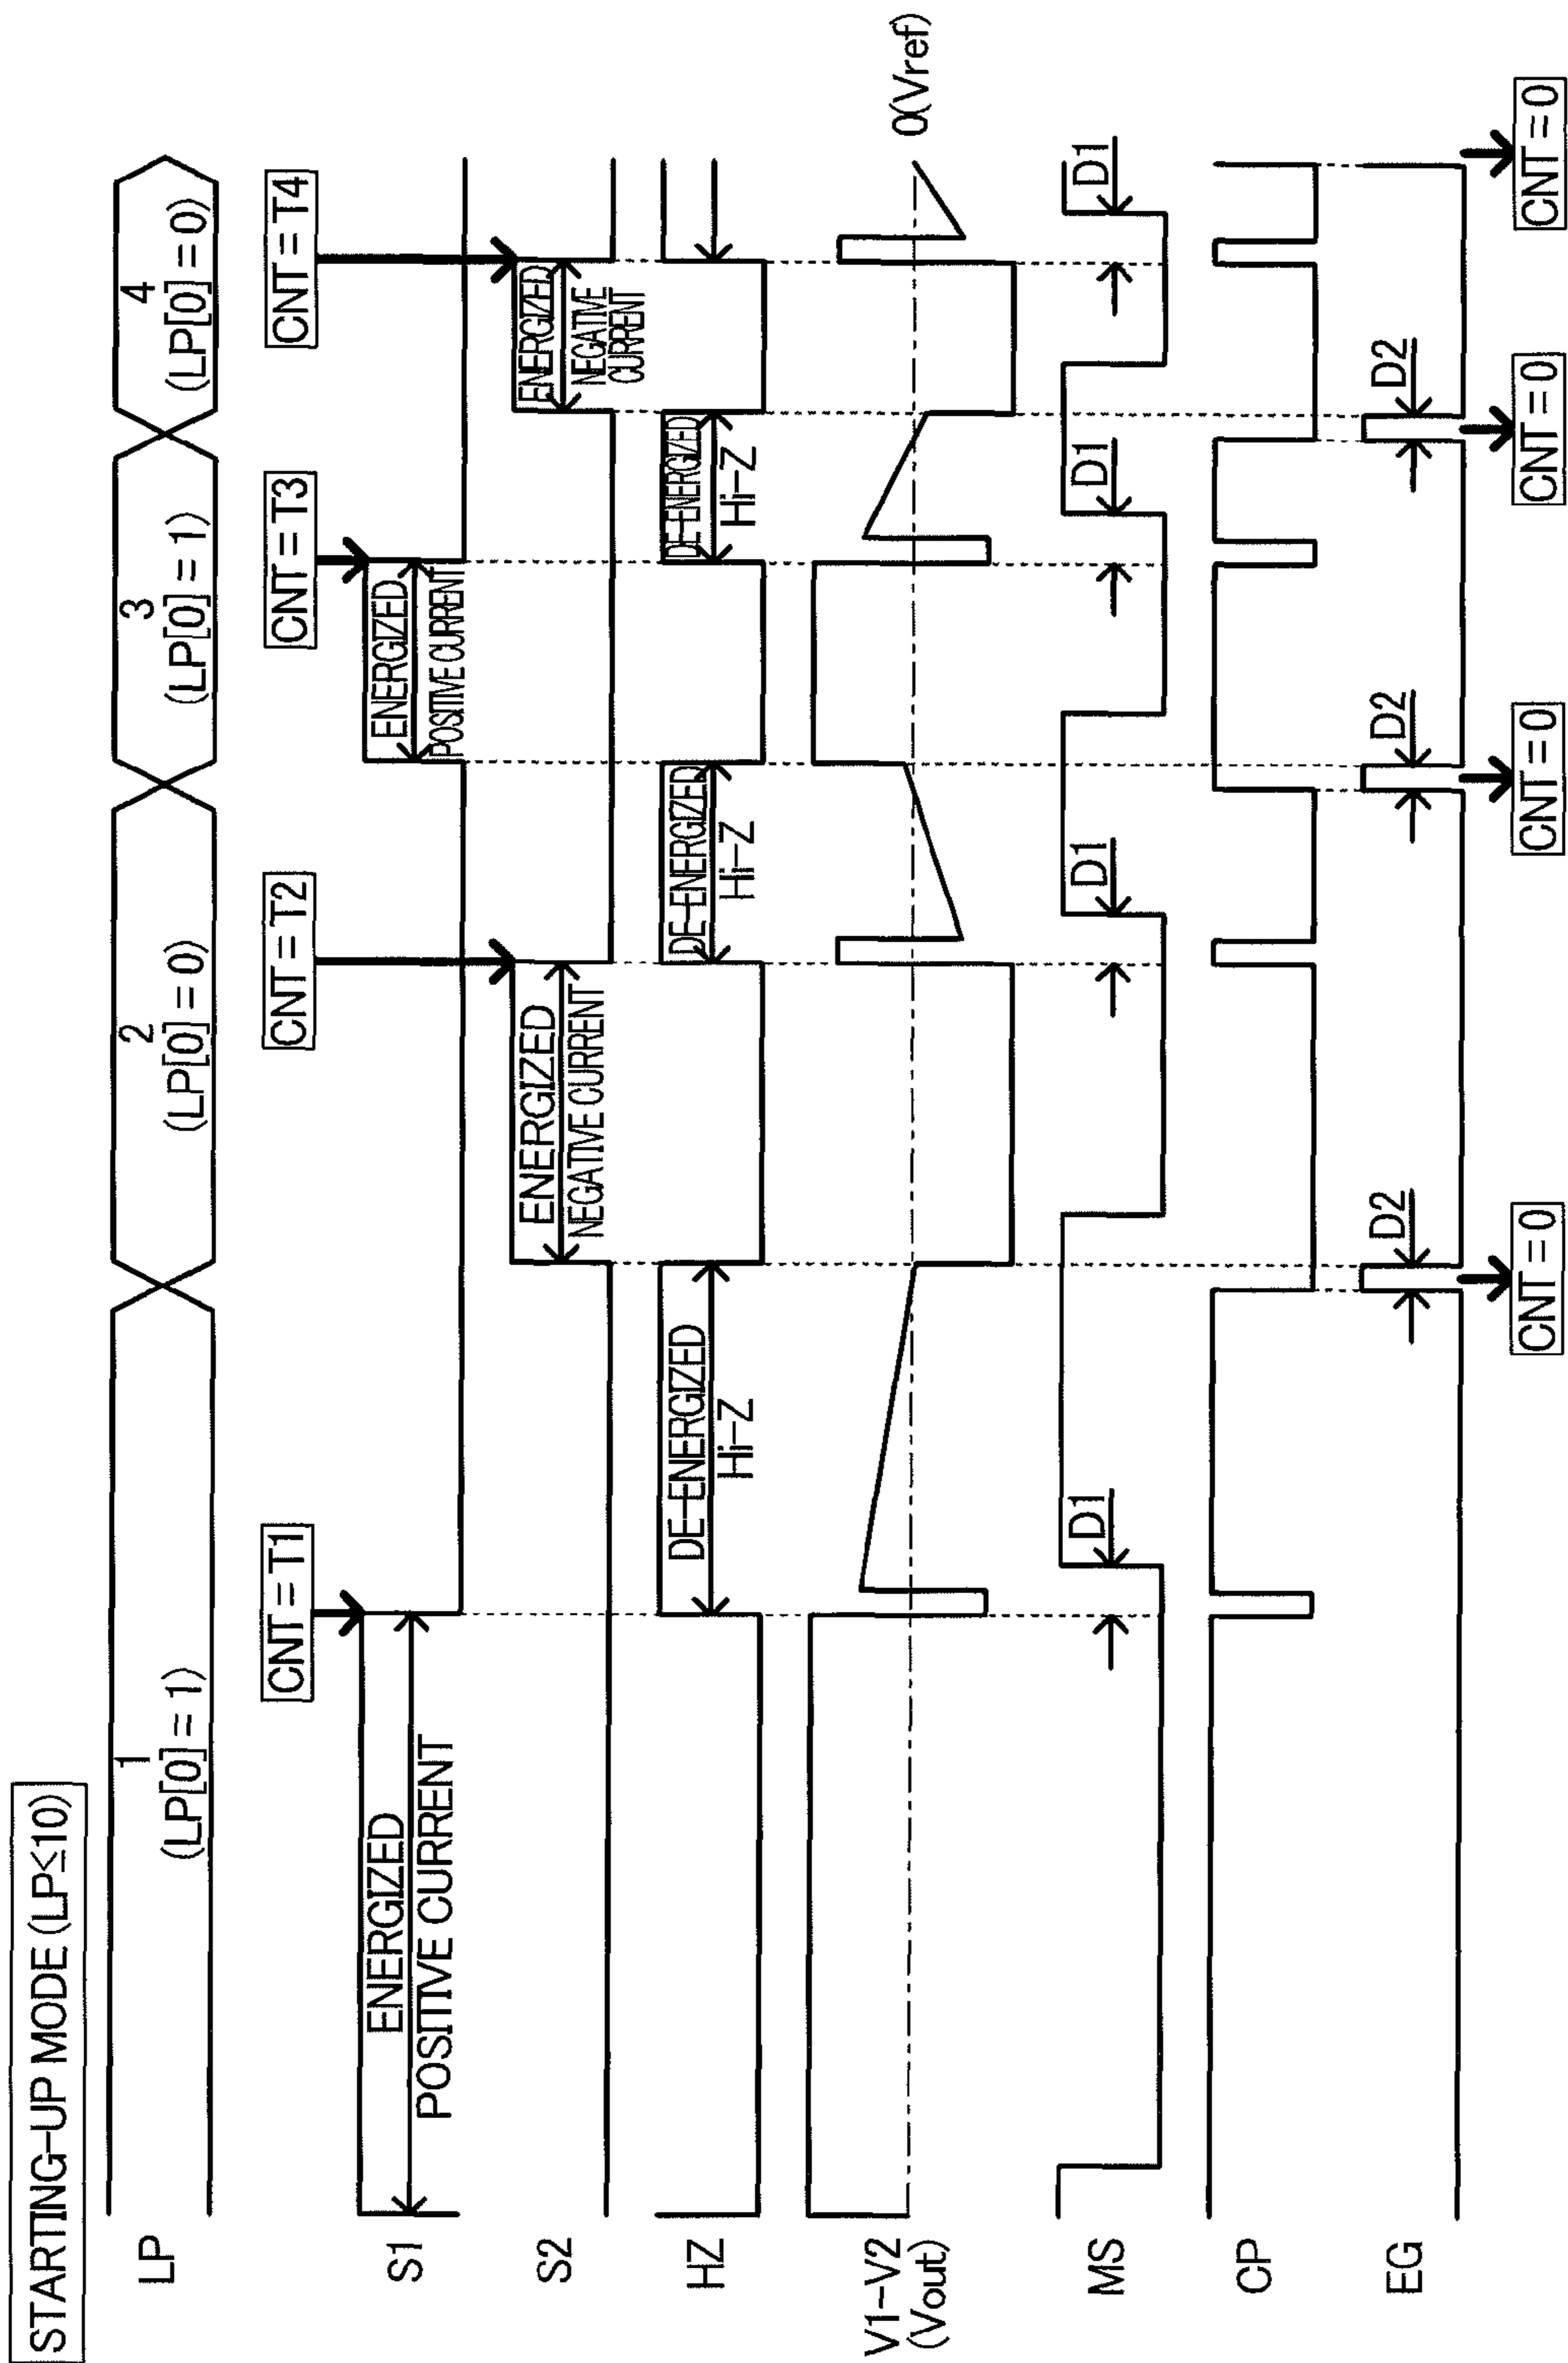 STARTING-UP MODE (LP≤10)
LP
1
(LP[0] = 1)
2
(LP[0] = 0)
3
(LP[0] = 1)
4
(LP[0] = 0)
CNT = T1
CNT = T2
CNT = T3
CNT = T4
S1
ENERGIZED
POSITIVE CURRENT
ENERGIZED
POSITIVE CURRENT
S2
ENERGIZED
NEGATIVE CURRENT
ENERGIZED
NEGATIVE
CURRENT
HZ
DE-ENERGIZED
Hi-Z
DE-ENERGIZED
Hi-Z
DE-ENERGIZED
Hi-Z
V1-V2
(Vout)
0(Vref)
MS
D1
D1
D1
D1
CP
EG
D2
D2
D2
CNT = 0
CNT = 0
CNT = 0
CNT = 0